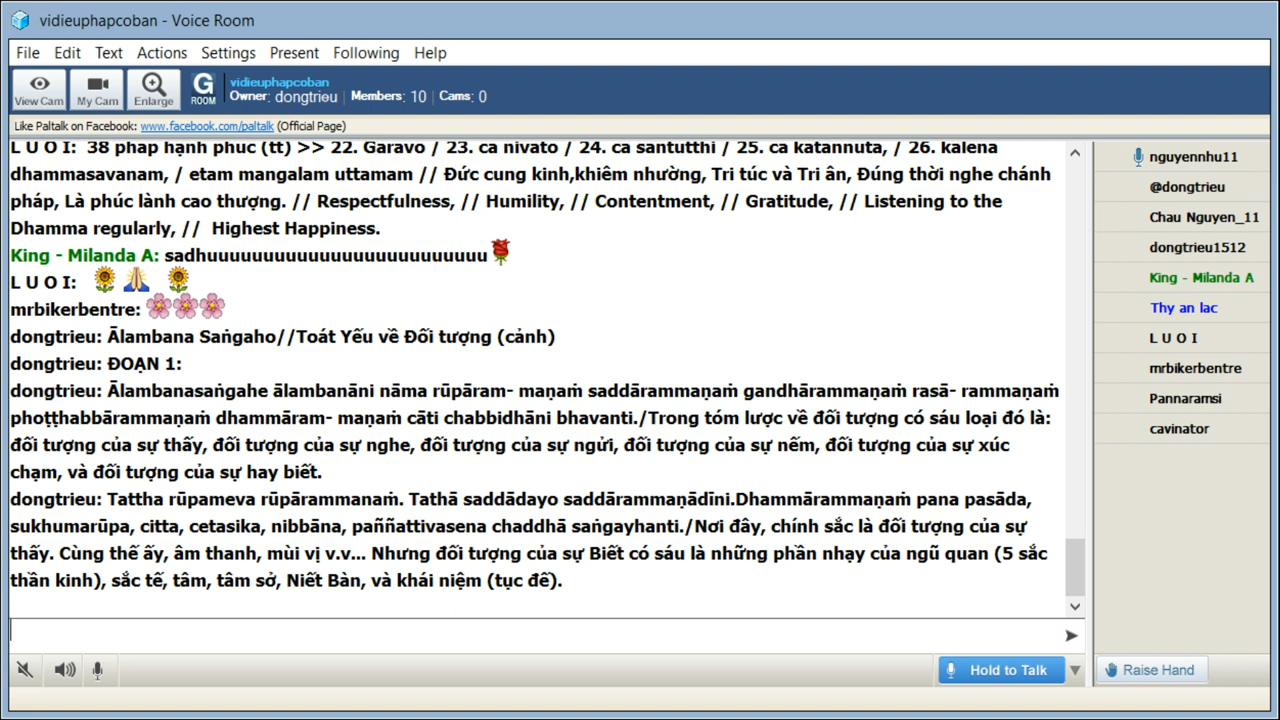 vidieuphapcoban - Voice Room
File Edit Text Actions Settings Present Following Help
View Cam My Cam Enlarge G ROOM
vidieuphapcoban
Owner: dongtrieu | Members: 10 | Cams: 0
Like Paltalk on Facebook: www.facebook.com/paltalk (Official Page)
L U O I: 38 pháp hạnh phúc (tt) >> 22. Garavo / 23. ca nivato / 24. ca santutthi / 25. ca katannuta, / 26. kalena
dhammasavanam, / etam mangalam uttamam // Đức cung kinh,khiêm nhường, Tri túc và Tri ân, Đúng thời nghe chánh
pháp, Là phúc lành cao thượng. // Respectfulness, // Humility, // Contentment, // Gratitude, // Listening to the
Dhamma regularly, // Highest Happiness.
King - Milanda A: sadhuuuuuuuuuuuuuuuuuuuuuuuuu
L U O I:
mrbikerbentre:
dongtrieu: Ālambana Saṅgaho//Toát Yếu về Đối tượng (cảnh)
dongtrieu: ĐOẠN 1:
dongtrieu: Ālambanasaṅgahe ālambanāni nāma rūpāram- maṇaṁ saddārammaṇaṁ gandhārammaṇaṁ rasā- rammaṇaṁ
phoṭṭhabbārammaṇaṁ dhammāram- maṇaṁ cāti chabbidhāni bhavanti./Trong tóm lược về đối tượng có sáu loại đó là:
đối tượng của sự thấy, đối tượng của sự nghe, đối tượng của sự ngửi, đối tượng của sự nếm, đối tượng của sự xúc
chạm, và đối tượng của sự hay biết.
dongtrieu: Tattha rūpameva rūpārammanaṁ. Tathā saddādayo saddārammaṇādīni.Dhammārammaṇaṁ pana pasāda,
sukhumarūpa, citta, cetasika, nibbāna, paññattivasena chaddhā saṅgayhanti./Nơi đây, chính sắc là đối tượng của sự
thấy. Cùng thế ấy, âm thanh, mùi vị v.v... Nhưng đối tượng của sự Biết có sáu là những phần nhạy của ngũ quan (5 sắc
thần kinh), sắc tế, tâm, tâm sở, Niết Bàn, và khái niệm (tục đế).
nguyennhu11
@dongtrieu
Chau Nguyen_11
dongtrieu1512
King - Milanda A
Thy an lac
L U O I
mrbikerbentre
Pannaramsi
cavinator
Hold to Talk
Raise Hand